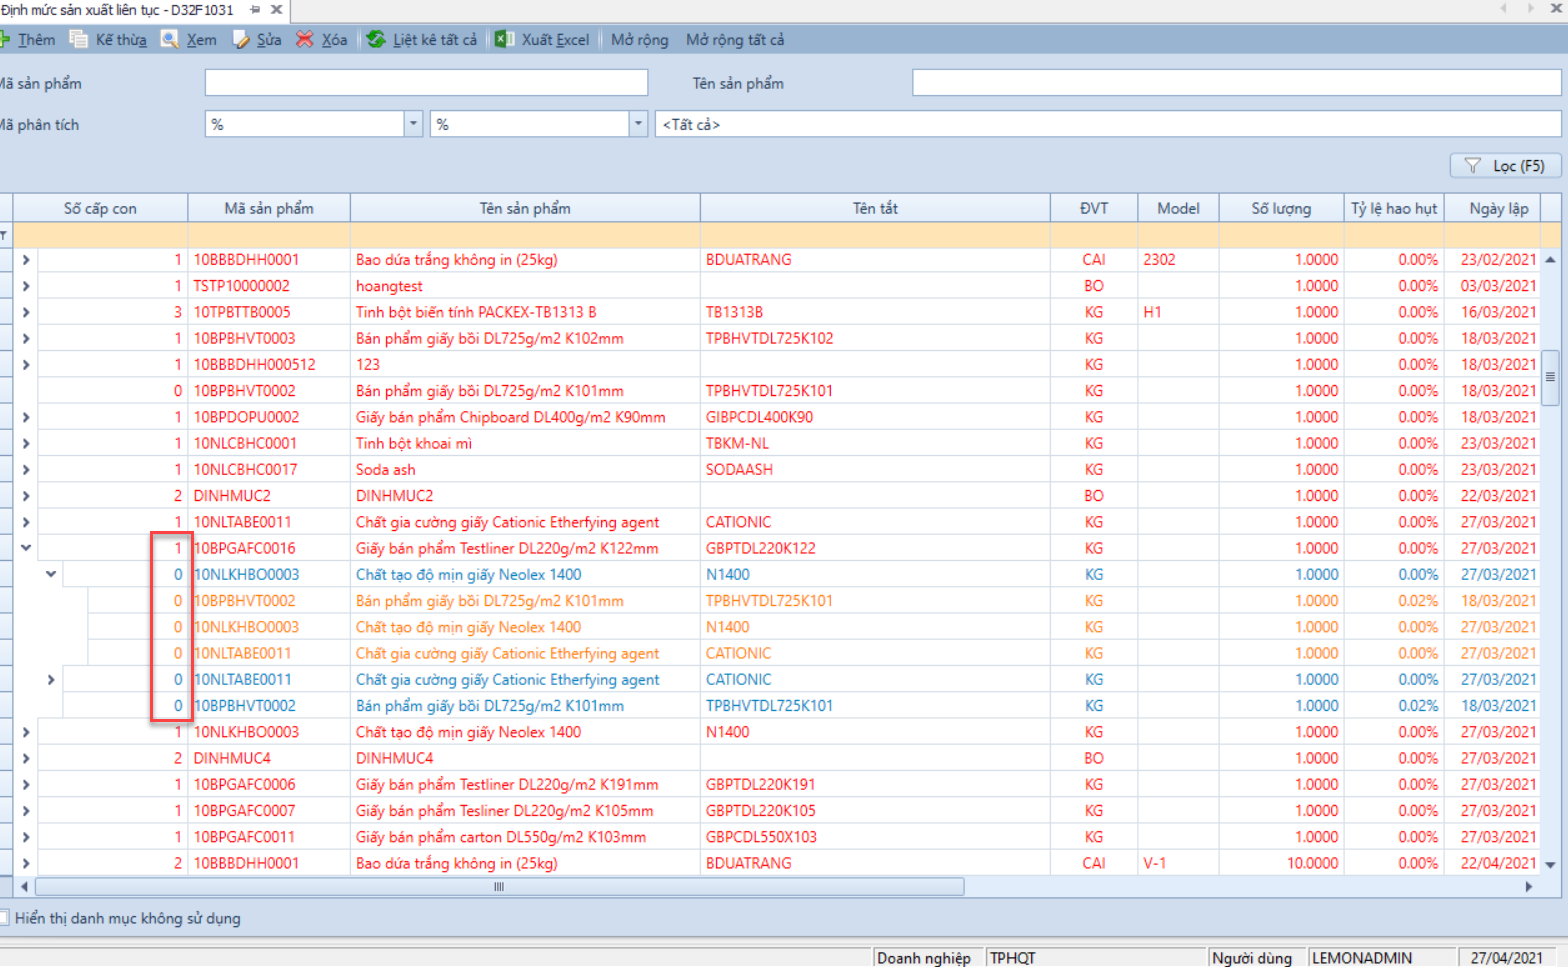 Định mức sản xuất liên tục - D32F1031
Thêm Kế thừa Xem Sửa Xóa Liệt kê tất cả Xuất Excel Mở rộng Mở rộng tất cả
Mã sản phẩm Tên sản phẩm
Mã phân tích % % <Tất cả>
Lọc (F5)
Số cấp con Mã sản phẩm Tên sản phẩm Tên tắt ĐVT Model Số lượng Tỷ lệ hao hụt Ngày lập
1 10BBBDHH0001 Bao dứa trắng không in (25kg) BDUATRANG CAI 2302 1.0000 0.00% 23/02/2021
1 TSTP10000002 hoangtest BO 1.0000 0.00% 03/03/2021
3 10TPBTTB0005 Tinh bột biến tính PACKEX-TB1313 B TB1313B KG H1 1.0000 0.00% 16/03/2021
1 10BPBHVT0003 Bán phẩm giấy bồi DL725g/m2 K102mm TPBHVTDL725K102 KG 1.0000 0.00% 18/03/2021
1 10BBBDHH000512 123 KG 1.0000 0.00% 18/03/2021
0 10BPBHVT0002 Bán phẩm giấy bồi DL725g/m2 K101mm TPBHVTDL725K101 KG 1.0000 0.00% 18/03/2021
1 10BPDOPU0002 Giấy bán phẩm Chipboard DL400g/m2 K90mm GIBPCDL400K90 KG 1.0000 0.00% 18/03/2021
1 10NLCBHC0001 Tinh bột khoai mì TBKM-NL KG 1.0000 0.00% 23/03/2021
1 10NLCBHC0017 Soda ash SODAASH KG 1.0000 0.00% 23/03/2021
2 DINHMUC2 DINHMUC2 BO 1.0000 0.00% 22/03/2021
1 10NLTABE0011 Chất gia cường giấy Cationic Etherfying agent CATIONIC KG 1.0000 0.00% 27/03/2021
1 10BPGAFC0016 Giấy bán phẩm Testliner DL220g/m2 K122mm GBPTDL220K122 KG 1.0000 0.00% 27/03/2021
0 10NLKHBO0003 Chất tạo độ mịn giấy Neolex 1400 N1400 KG 1.0000 0.00% 27/03/2021
0 10BPBHVT0002 Bán phẩm giấy bồi DL725g/m2 K101mm TPBHVTDL725K101 KG 1.0000 0.02% 18/03/2021
0 10NLKHBO0003 Chất tạo độ mịn giấy Neolex 1400 N1400 KG 1.0000 0.00% 27/03/2021
0 10NLTABE0011 Chất gia cường giấy Cationic Etherfying agent CATIONIC KG 1.0000 0.00% 27/03/2021
0 10NLTABE0011 Chất gia cường giấy Cationic Etherfying agent CATIONIC KG 1.0000 0.00% 27/03/2021
0 10BPBHVT0002 Bán phẩm giấy bồi DL725g/m2 K101mm TPBHVTDL725K101 KG 1.0000 0.02% 18/03/2021
1 10NLKHBO0003 Chất tạo độ mịn giấy Neolex 1400 N1400 KG 1.0000 0.00% 27/03/2021
2 DINHMUC4 DINHMUC4 BO 1.0000 0.00% 27/03/2021
1 10BPGAFC0006 Giấy bán phẩm Testliner DL220g/m2 K191mm GBPTDL220K191 KG 1.0000 0.00% 27/03/2021
1 10BPGAFC0007 Giấy bán phẩm Tesliner DL220g/m2 K105mm GBPTDL220K105 KG 1.0000 0.00% 27/03/2021
1 10BPGAFC0011 Giấy bán phẩm carton DL550g/m2 K103mm GBPCDL550X103 KG 1.0000 0.00% 27/03/2021
2 10BBBDHH0001 Bao dứa trắng không in (25kg) BDUATRANG CAI V-1 10.0000 0.00% 22/04/2021
Hiển thị danh mục không sử dụng
Doanh nghiệp TPHQT Người dùng LEMONADMIN 27/04/2021